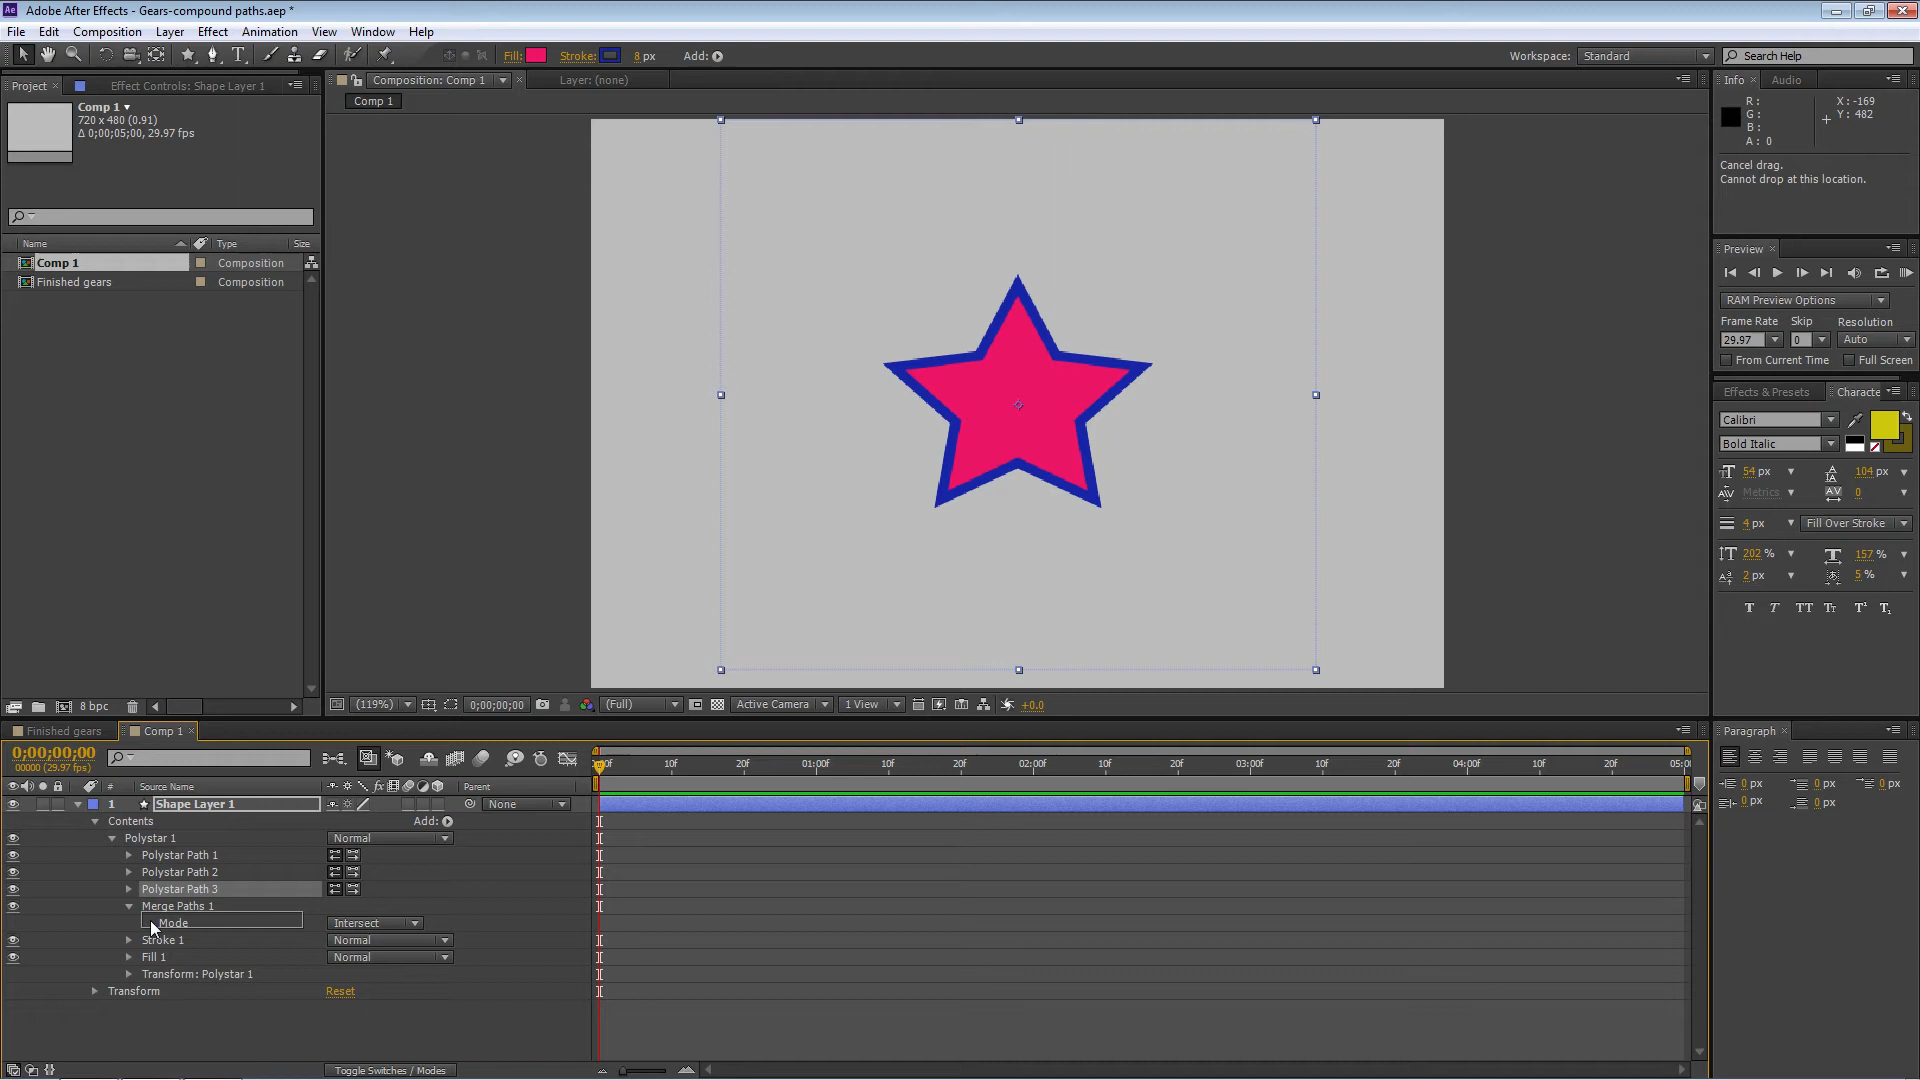 Adobe After Effects - Gears-compound paths.aep *
File Edit Composition Layer Effect Animation View Window Help
Fill: Stroke: 8 px Add: Workspace: Standard Search Help
Project Effect Controls: Shape Layer 1
Composition: Comp 1 Layer: (none)
Info Audio
Comp 1
720 x 480 (0.91)
Δ 0;00;05;00, 29.97 fps
Comp 1
R: X: -169
G: Y: 482
B:
A: 0
Cancel drag.
Cannot drop at this location.
Name Type Size
Comp 1 Composition
Finished gears Composition
Preview
RAM Preview Options
Frame Rate Skip Resolution
29.97 0 Auto
From Current Time Full Screen
Effects & Presets Characte
Calibri
Bold Italic
54 px 104 px
Metrics 0
4 px Fill Over Stroke
202 % 157 %
2 px 5 %
T T TT Tr T¹ T₁
8 bpc
(119%) 0;00;00;00 (Full) Active Camera 1 View +0.0
Finished gears Comp 1
Paragraph
0;00;00;00
00000 (29.97 fps)
00f 10f 20f 01:00f 10f 20f 02:00f 10f 20f 03:00f 10f 20f 04:00f 10f 20f 05:00
# Source Name Parent
1 Shape Layer 1 None
Contents Add:
Polystar 1 Normal
Polystar Path 1
Polystar Path 2
Polystar Path 3
Merge Paths 1
Mode Intersect
Stroke 1 Normal
Fill 1 Normal
Transform: Polystar 1
Transform Reset
0 px 0 px 0 px
0 px 0 px
Toggle Switches / Modes